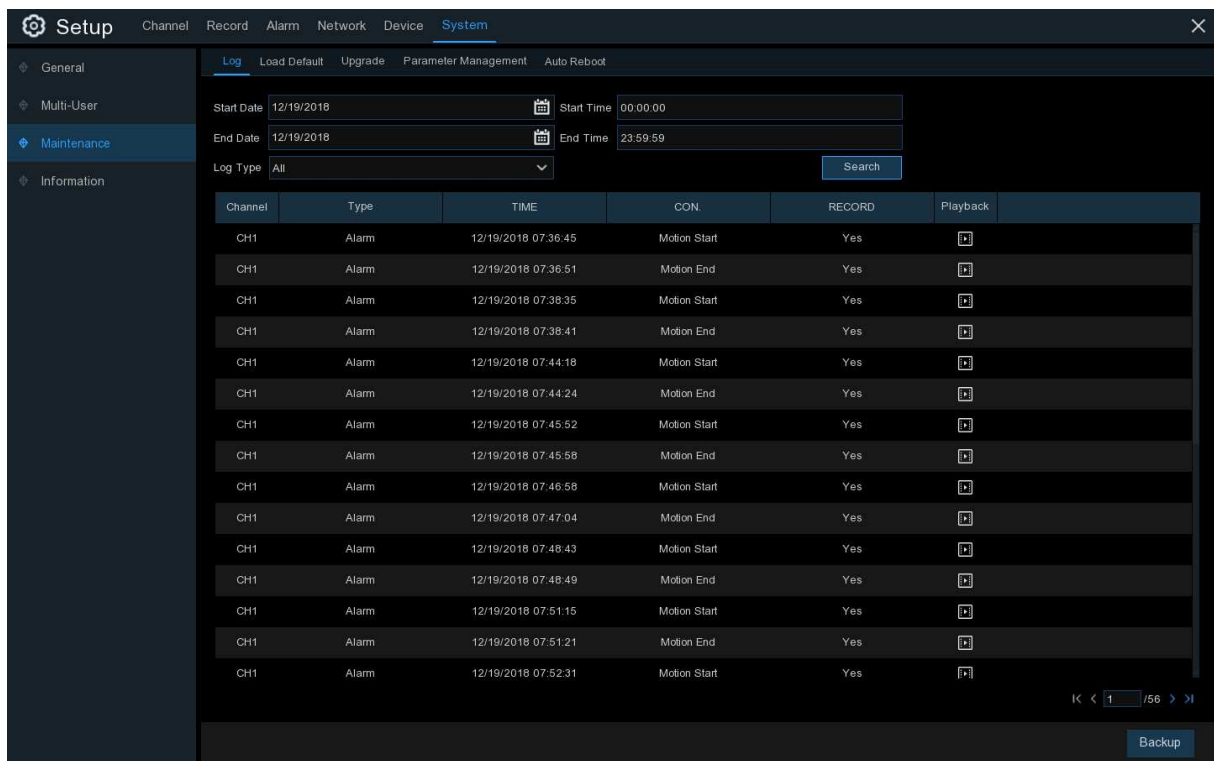 Setup Channel Record Alarm Network Device System
General
Multi-User
Maintenance
Information
Log Load Default Upgrade Parameter Management Auto Reboot
Start Date 12/19/2018 Start Time 00:00:00
End Date 12/19/2018 End Time 23:59:59
Log Type All Search
Channel Type TIME CON. RECORD Playback
CH1 Alarm 12/19/2018 07:36:45 Motion Start Yes
CH1 Alarm 12/19/2018 07:36:51 Motion End Yes
CH1 Alarm 12/19/2018 07:38:35 Motion Start Yes
CH1 Alarm 12/19/2018 07:38:41 Motion End Yes
CH1 Alarm 12/19/2018 07:44:18 Motion Start Yes
CH1 Alarm 12/19/2018 07:44:24 Motion End Yes
CH1 Alarm 12/19/2018 07:45:52 Motion Start Yes
CH1 Alarm 12/19/2018 07:45:58 Motion End Yes
CH1 Alarm 12/19/2018 07:46:58 Motion Start Yes
CH1 Alarm 12/19/2018 07:47:04 Motion End Yes
CH1 Alarm 12/19/2018 07:48:43 Motion Start Yes
CH1 Alarm 12/19/2018 07:48:49 Motion End Yes
CH1 Alarm 12/19/2018 07:51:15 Motion Start Yes
CH1 Alarm 12/19/2018 07:51:21 Motion End Yes
CH1 Alarm 12/19/2018 07:52:31 Motion Start Yes
1 /56
Backup